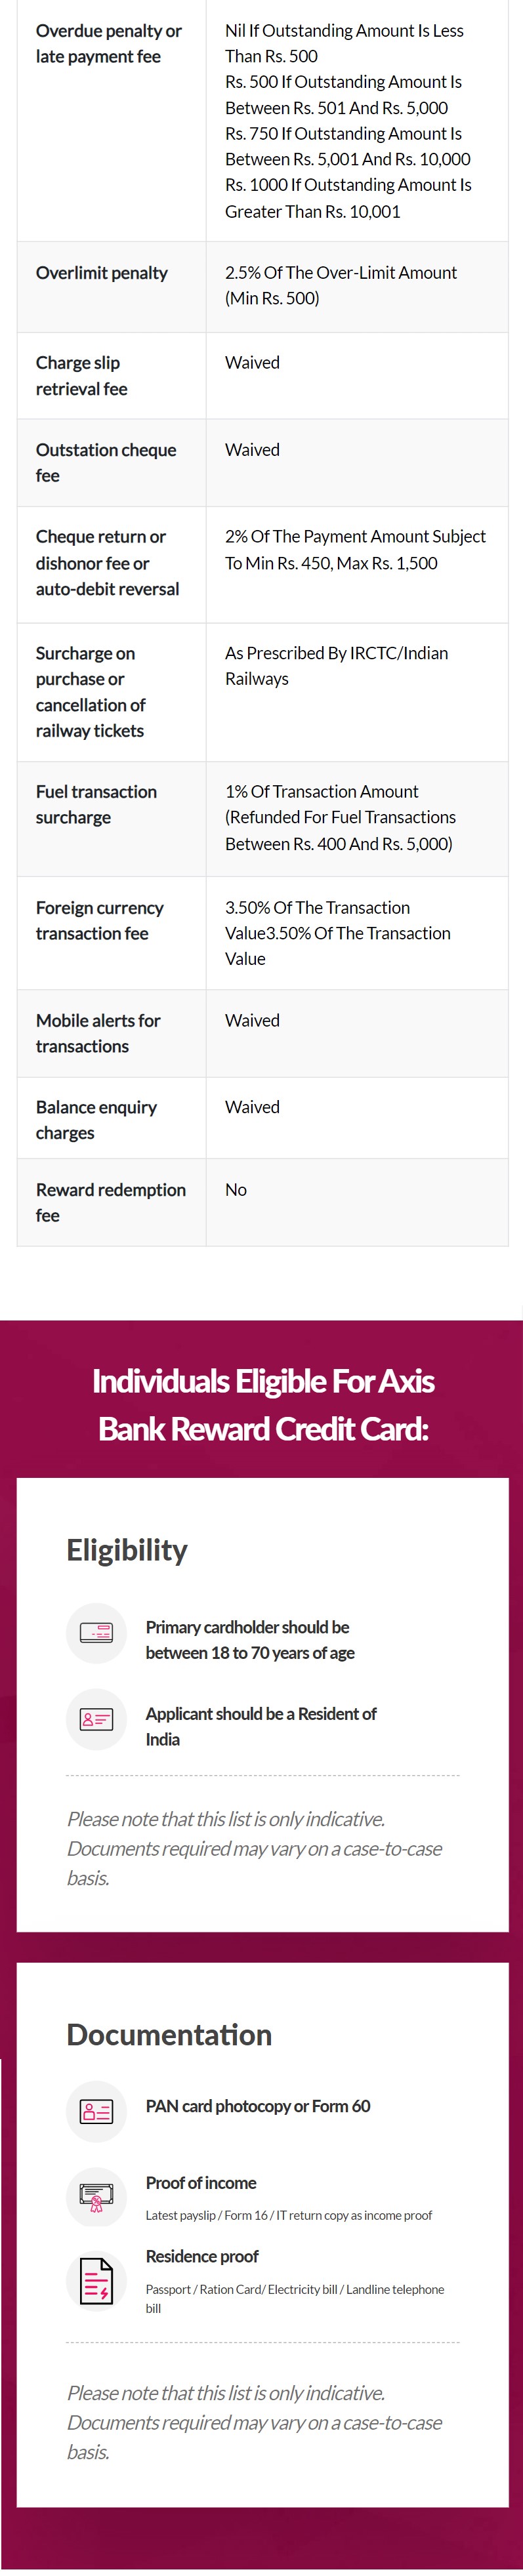 Overdue penalty or
late payment fee
Nil If Outstanding Amount Is Less
Than Rs. 500
Rs. 500 If Outstanding Amount Is
Between Rs. 501 And Rs. 5,000
Rs. 750 If Outstanding Amount Is
Between Rs. 5,001 And Rs. 10,000
Rs. 1000 If Outstanding Amount Is
Greater Than Rs. 10,001
Overlimit penalty
2.5% Of The Over-Limit Amount
(Min Rs. 500)
Charge slip
retrieval fee
Waived
Outstation cheque
fee
Waived
Cheque return or
dishonor fee or
auto-debit reversal
2% Of The Payment Amount Subject
To Min Rs. 450, Max Rs. 1,500
Surcharge on
purchase or
cancellation of
railway tickets
As Prescribed By IRCTC/Indian
Railways
Fuel transaction
surcharge
1% Of Transaction Amount
(Refunded For Fuel Transactions
Between Rs. 400 And Rs. 5,000)
Foreign currency
transaction fee
3.50% Of The Transaction
Value3.50% Of The Transaction
Value
Mobile alerts for
transactions
Waived
Balance enquiry
charges
Waived
Reward redemption
fee
No
Individuals Eligible For Axis
Bank Reward Credit Card:
Eligibility
Primary cardholder should be
between 18 to 70 years of age
Applicant should be a Resident of
India
Please note that this list is only indicative.
Documents required may vary on a case-to-case
basis.
Documentation
PAN card photocopy or Form 60
Proof of income
Latest payslip / Form 16 / IT return copy as income proof
Residence proof
Passport / Ration Card/ Electricity bill / Landline telephone
bill
Please note that this list is only indicative.
Documents required may vary on a case-to-case
basis.